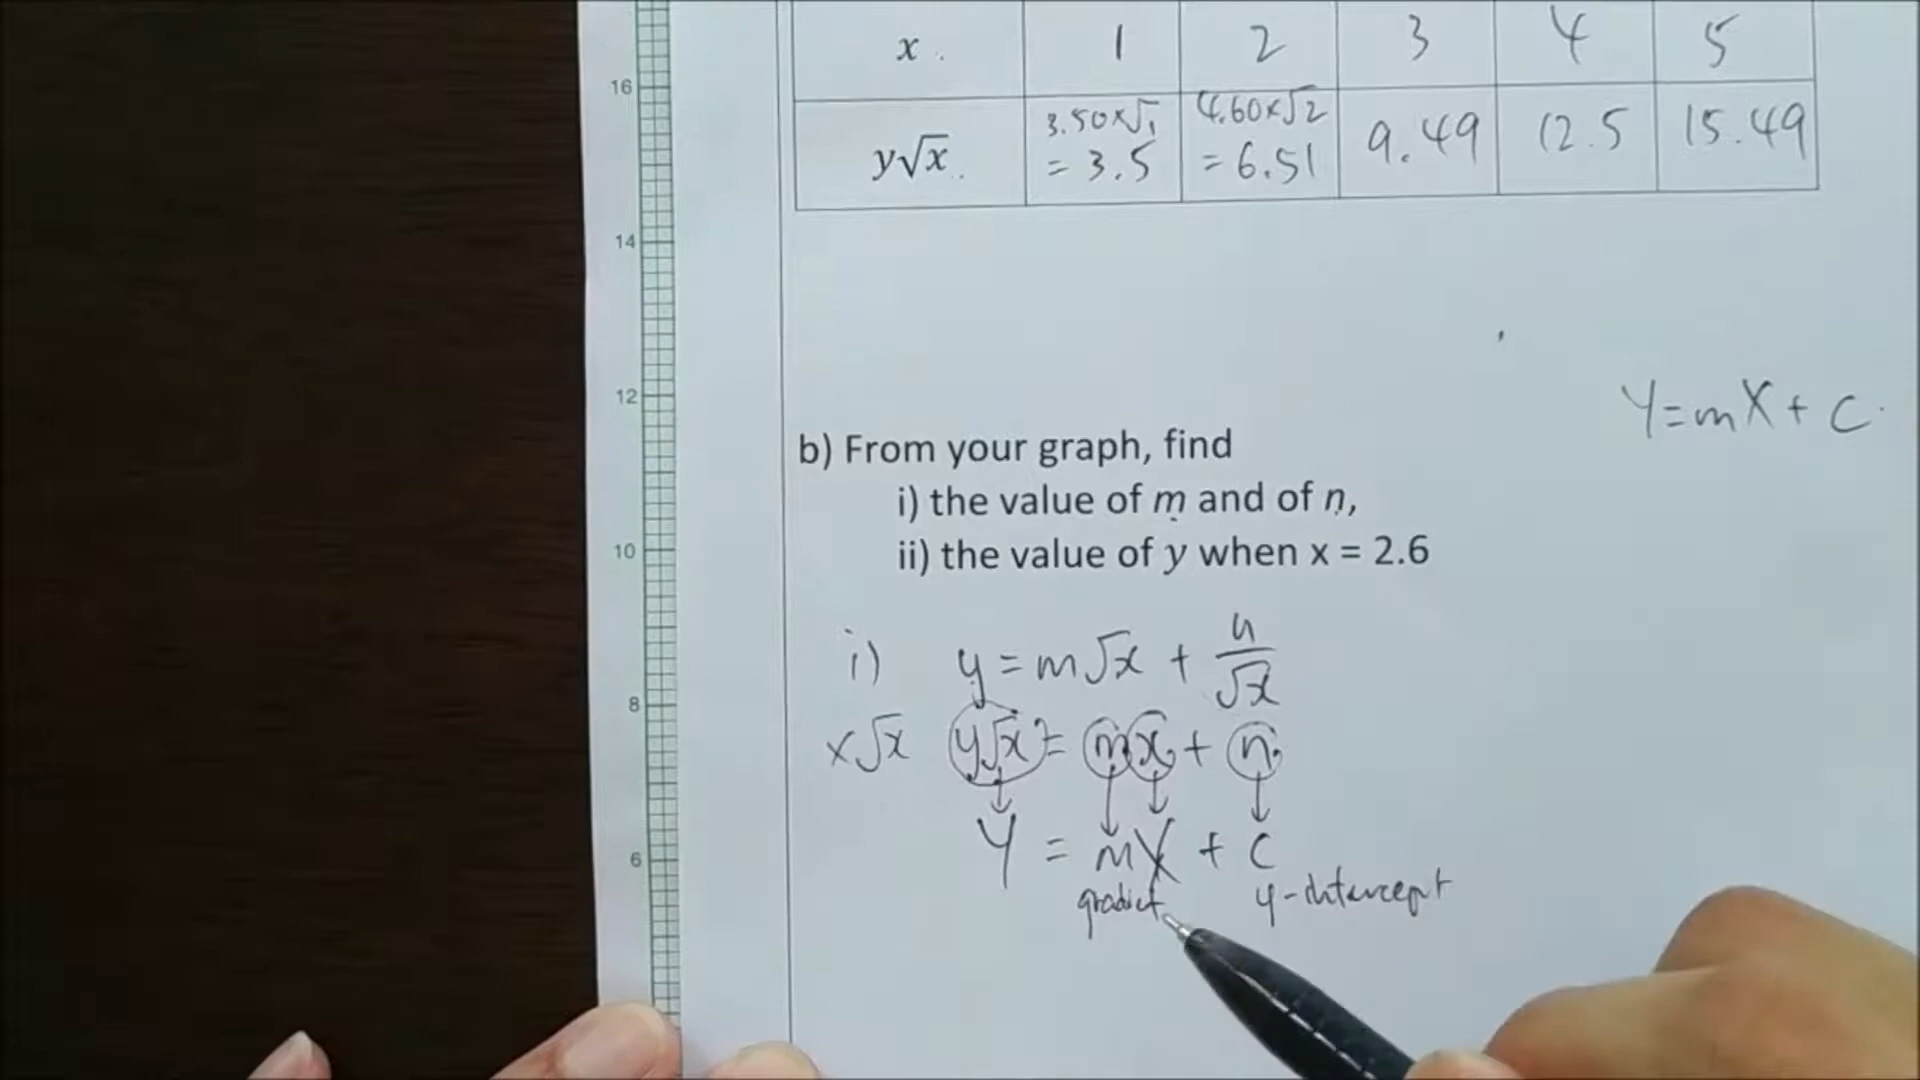 x . 1 2 3 4 5
16
y√x . 3.50×√1 = 3.5 4.60×√2 = 6.51 9.49 12.5 15.49
14
12
Y=mX + C
b) From your graph, find
i) the value of m and of n,
10
ii) the value of y when x = 2.6
i) y = m√x + n/√x
8
×√x y√x = mx + n
6
Y = mX + C
gradict y-intercept